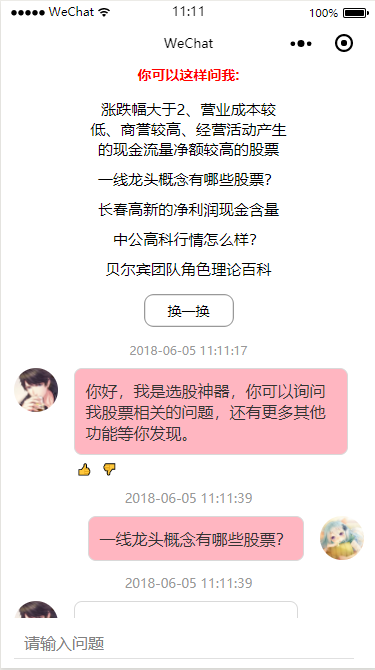 WeChat
11:11
100%
WeChat
你可以这样问我:
涨跌幅大于2、营业成本较
低、商誉较高、经营活动产生
的现金流量净额较高的股票
一线龙头概念有哪些股票？
长春高新的净利润现金含量
中公高科行情怎么样？
贝尔宾团队角色理论百科
换一换
2018-06-05 11:11:17
你好，我是选股神器，你可以询问
我股票相关的问题，还有更多其他
功能等你发现。
2018-06-05 11:11:39
一线龙头概念有哪些股票？
2018-06-05 11:11:39
请输入问题